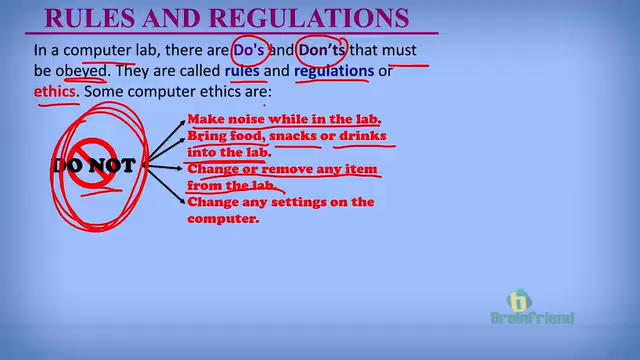 RULES AND REGULATIONS
In a computer lab, there are Do's and Don'ts that must
be obeyed. They are called rules and regulations or
ethics. Some computer ethics are:
DO NOT
Make noise while in the lab.
Bring food, snacks or drinks
into the lab.
Change or remove any item
from the lab.
Change any settings on the
computer.
b
BrainFriend